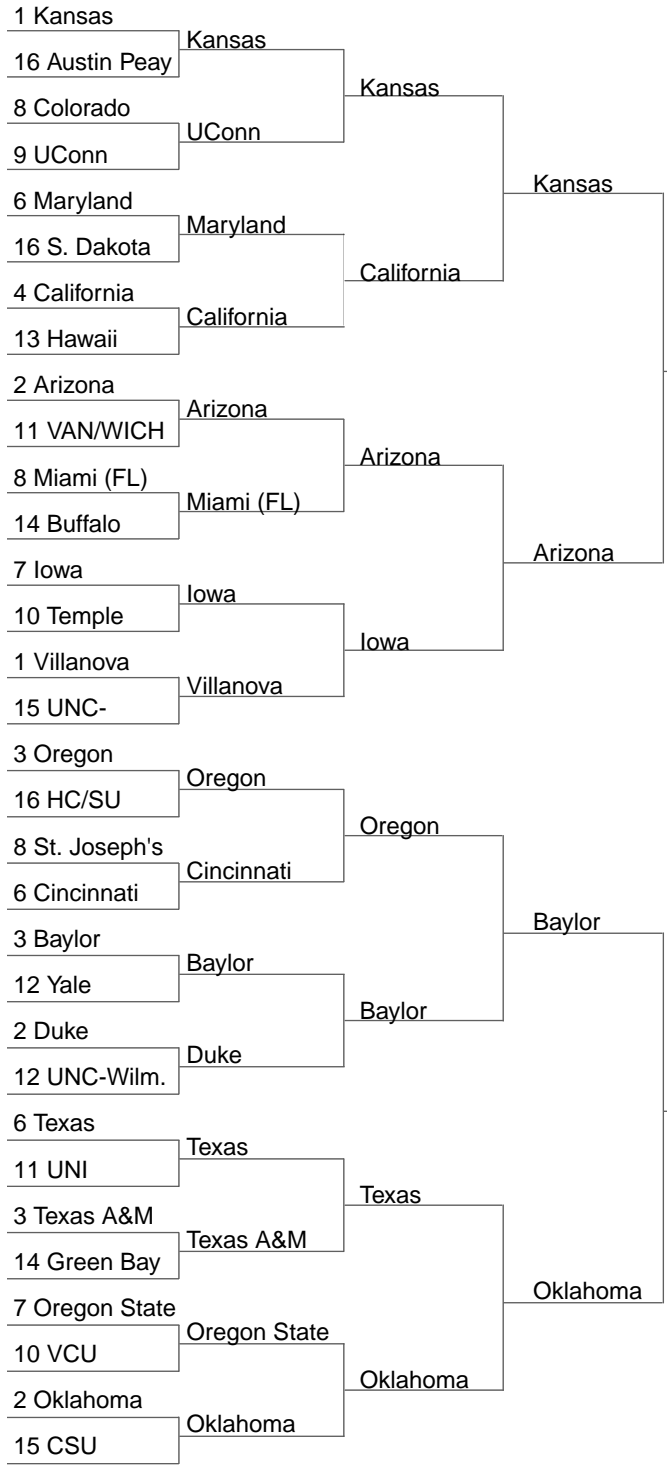 1 Kansas
16 Austin Peay
8 Colorado
9 UConn
6 Maryland
16 S. Dakota
4 California
13 Hawaii
2 Arizona
11 VAN/WICH
8 Miami (FL)
14 Buffalo
7 Iowa
10 Temple
1 Villanova
15 UNC-
3 Oregon
16 HC/SU
8 St. Joseph's
6 Cincinnati
3 Baylor
12 Yale
2 Duke
12 UNC-Wilm.
6 Texas
11 UNI
3 Texas A&M
14 Green Bay
7 Oregon State
10 VCU
2 Oklahoma
15 CSU
Kansas
UConn
Maryland
California
Arizona
Miami (FL)
Iowa
Villanova
Oregon
Cincinnati
Baylor
Duke
Texas
Texas A&M
Oregon State
Oklahoma
Kansas
California
Arizona
Iowa
Oregon
Baylor
Texas
Oklahoma
Kansas
Arizona
Baylor
Oklahoma